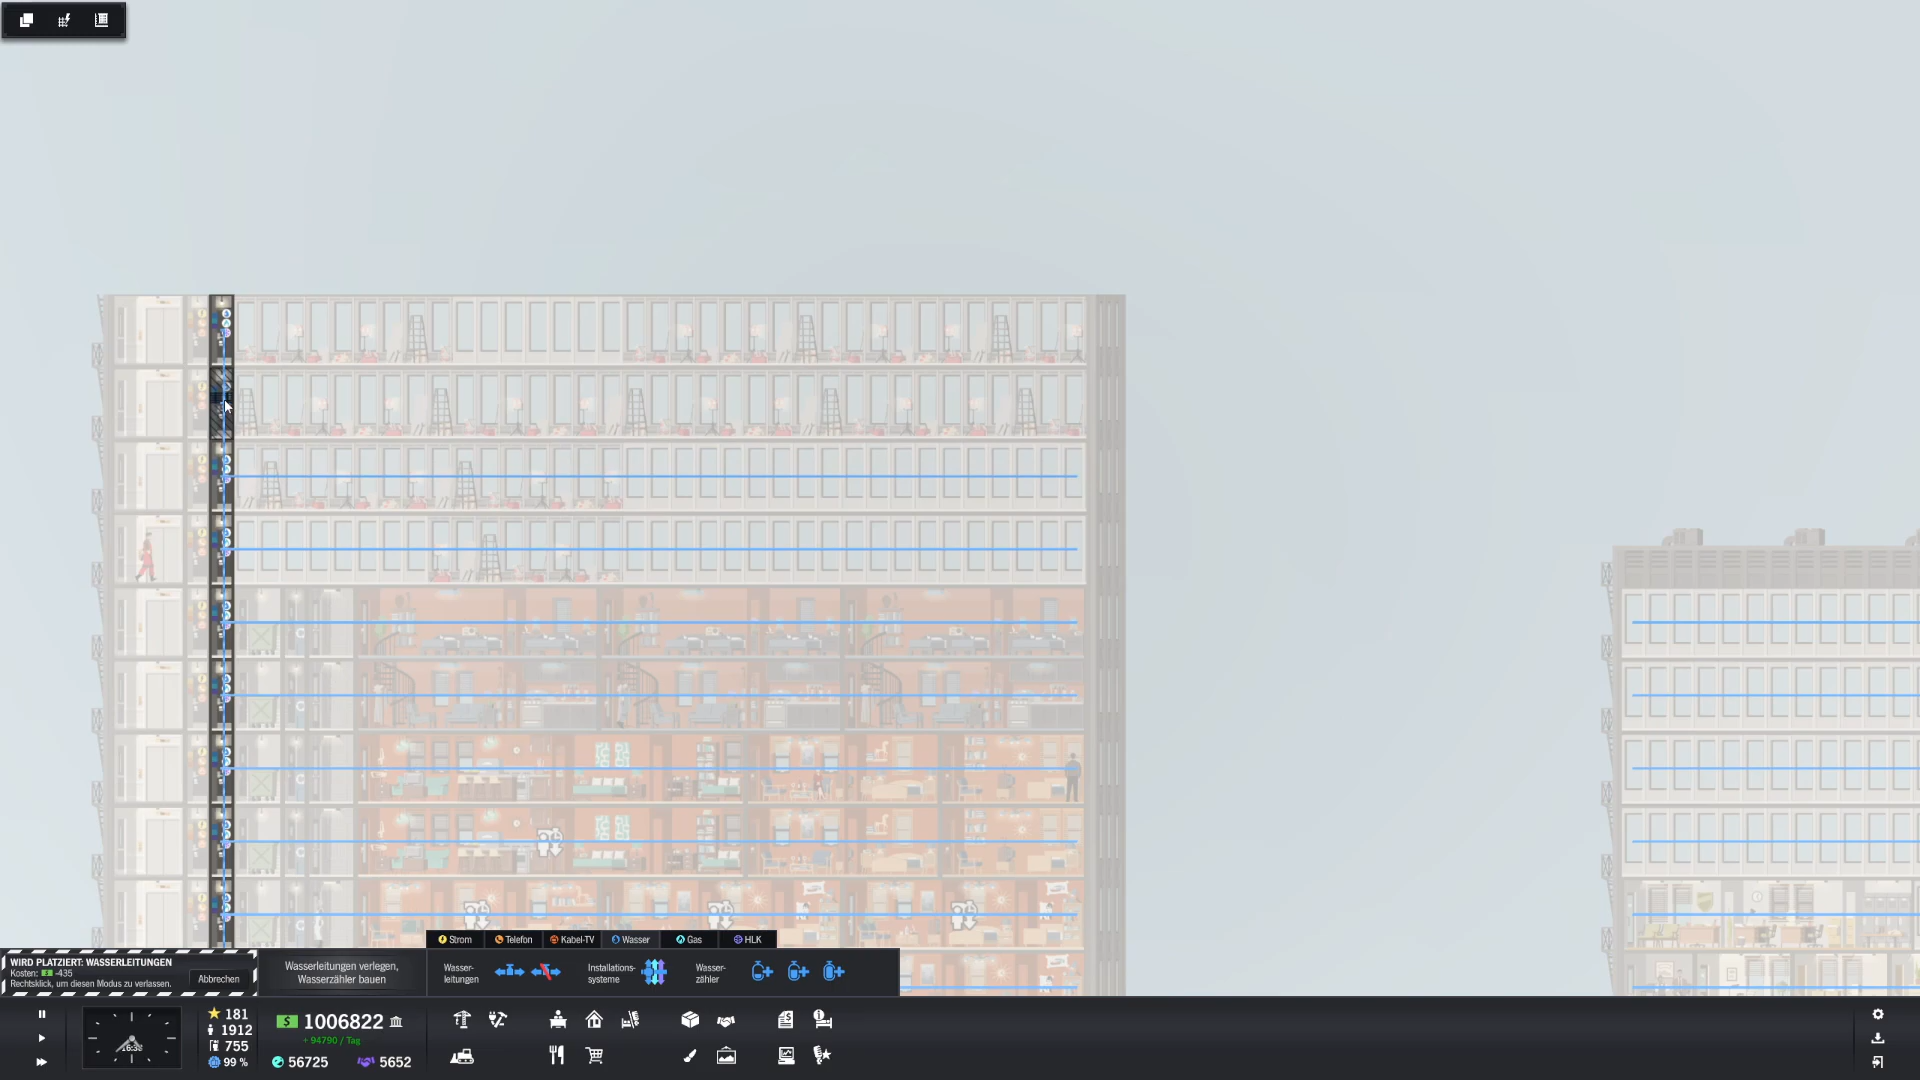 Strom
Telefon
Kabel-TV
Wasser
Gas
HLK
WIRD PLATZIERT: WASSERLEITUNGEN
Kosten: -435
Rechtsklick, um diesen Modus zu verlassen.
Abbrechen
Wasserleitungen verlegen,
Wasserzähler bauen
Wasser-
leitungen
Installations-
systeme
Wasser-
zähler
181
1912
755
99 %
$ 1006822
+ 94790 / Tag
56725
5652